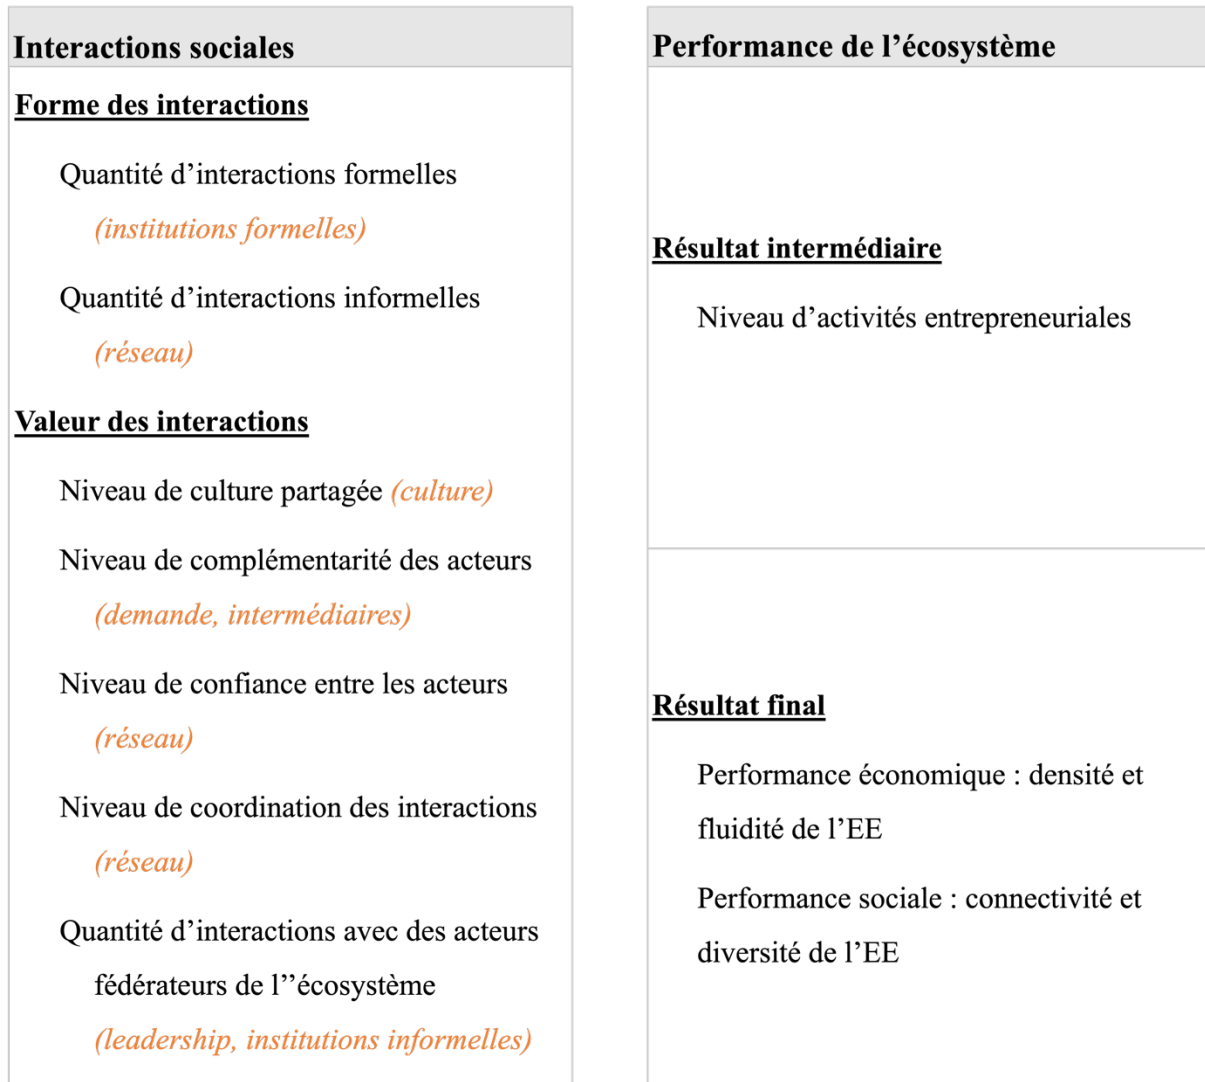 Interactions sociales
Forme des interactions
Quantité d’interactions formelles
(institutions formelles)
Quantité d’interactions informelles
(réseau)
Valeur des interactions
Niveau de culture partagée (culture)
Niveau de complémentarité des acteurs
(demande, intermédiaires)
Niveau de confiance entre les acteurs
(réseau)
Niveau de coordination des interactions
(réseau)
Quantité d’interactions avec des acteurs
fédérateurs de l’’écosystème
(leadership, institutions informelles)
Performance de l’écosystème
Résultat intermédiaire
Niveau d’activités entrepreneuriales
Résultat final
Performance économique : densité et
fluidité de l’EE
Performance sociale : connectivité et
diversité de l’EE